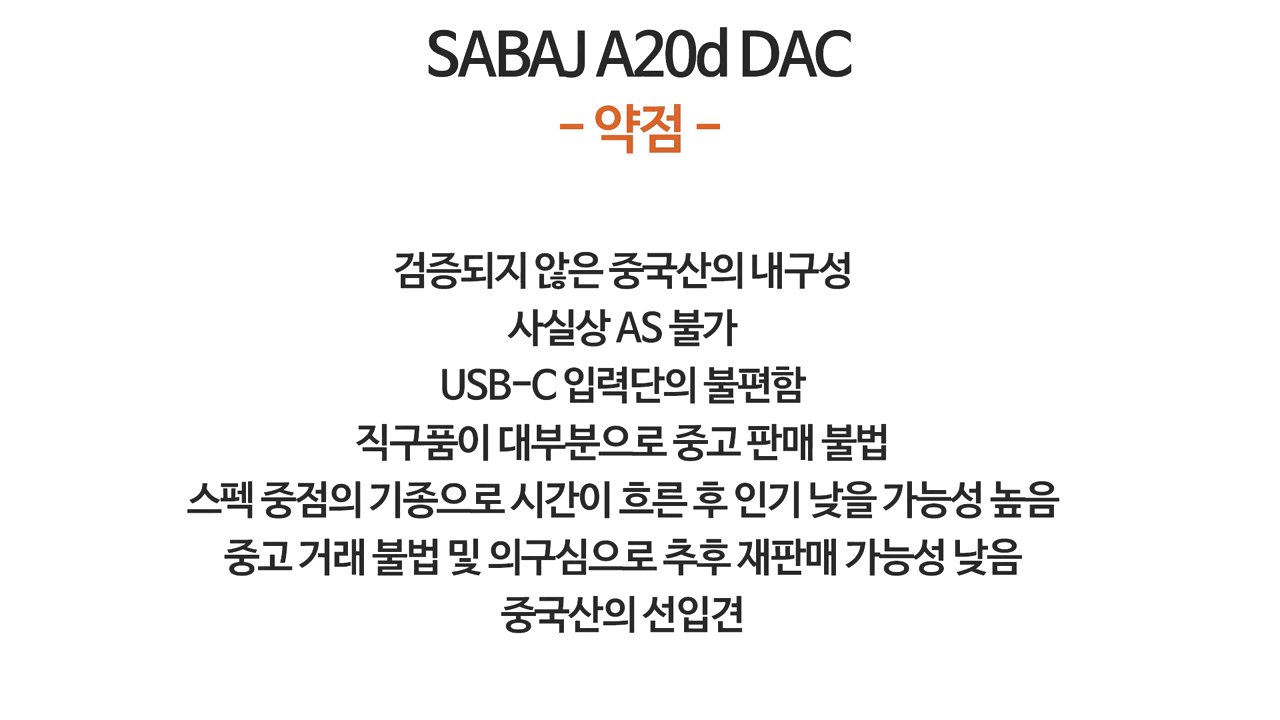 SABAJ A20d DAC
- 약점 -
검증되지 않은 중국산의 내구성
사실상 AS 불가
USB-C 입력단의 불편함
직구품이 대부분으로 중고 판매 불법
스펙 중점의 기종으로 시간이 흐른 후 인기 낮을 가능성 높음
중고 거래 불법 및 의구심으로 추후 재판매 가능성 낮음
중국산의 선입견